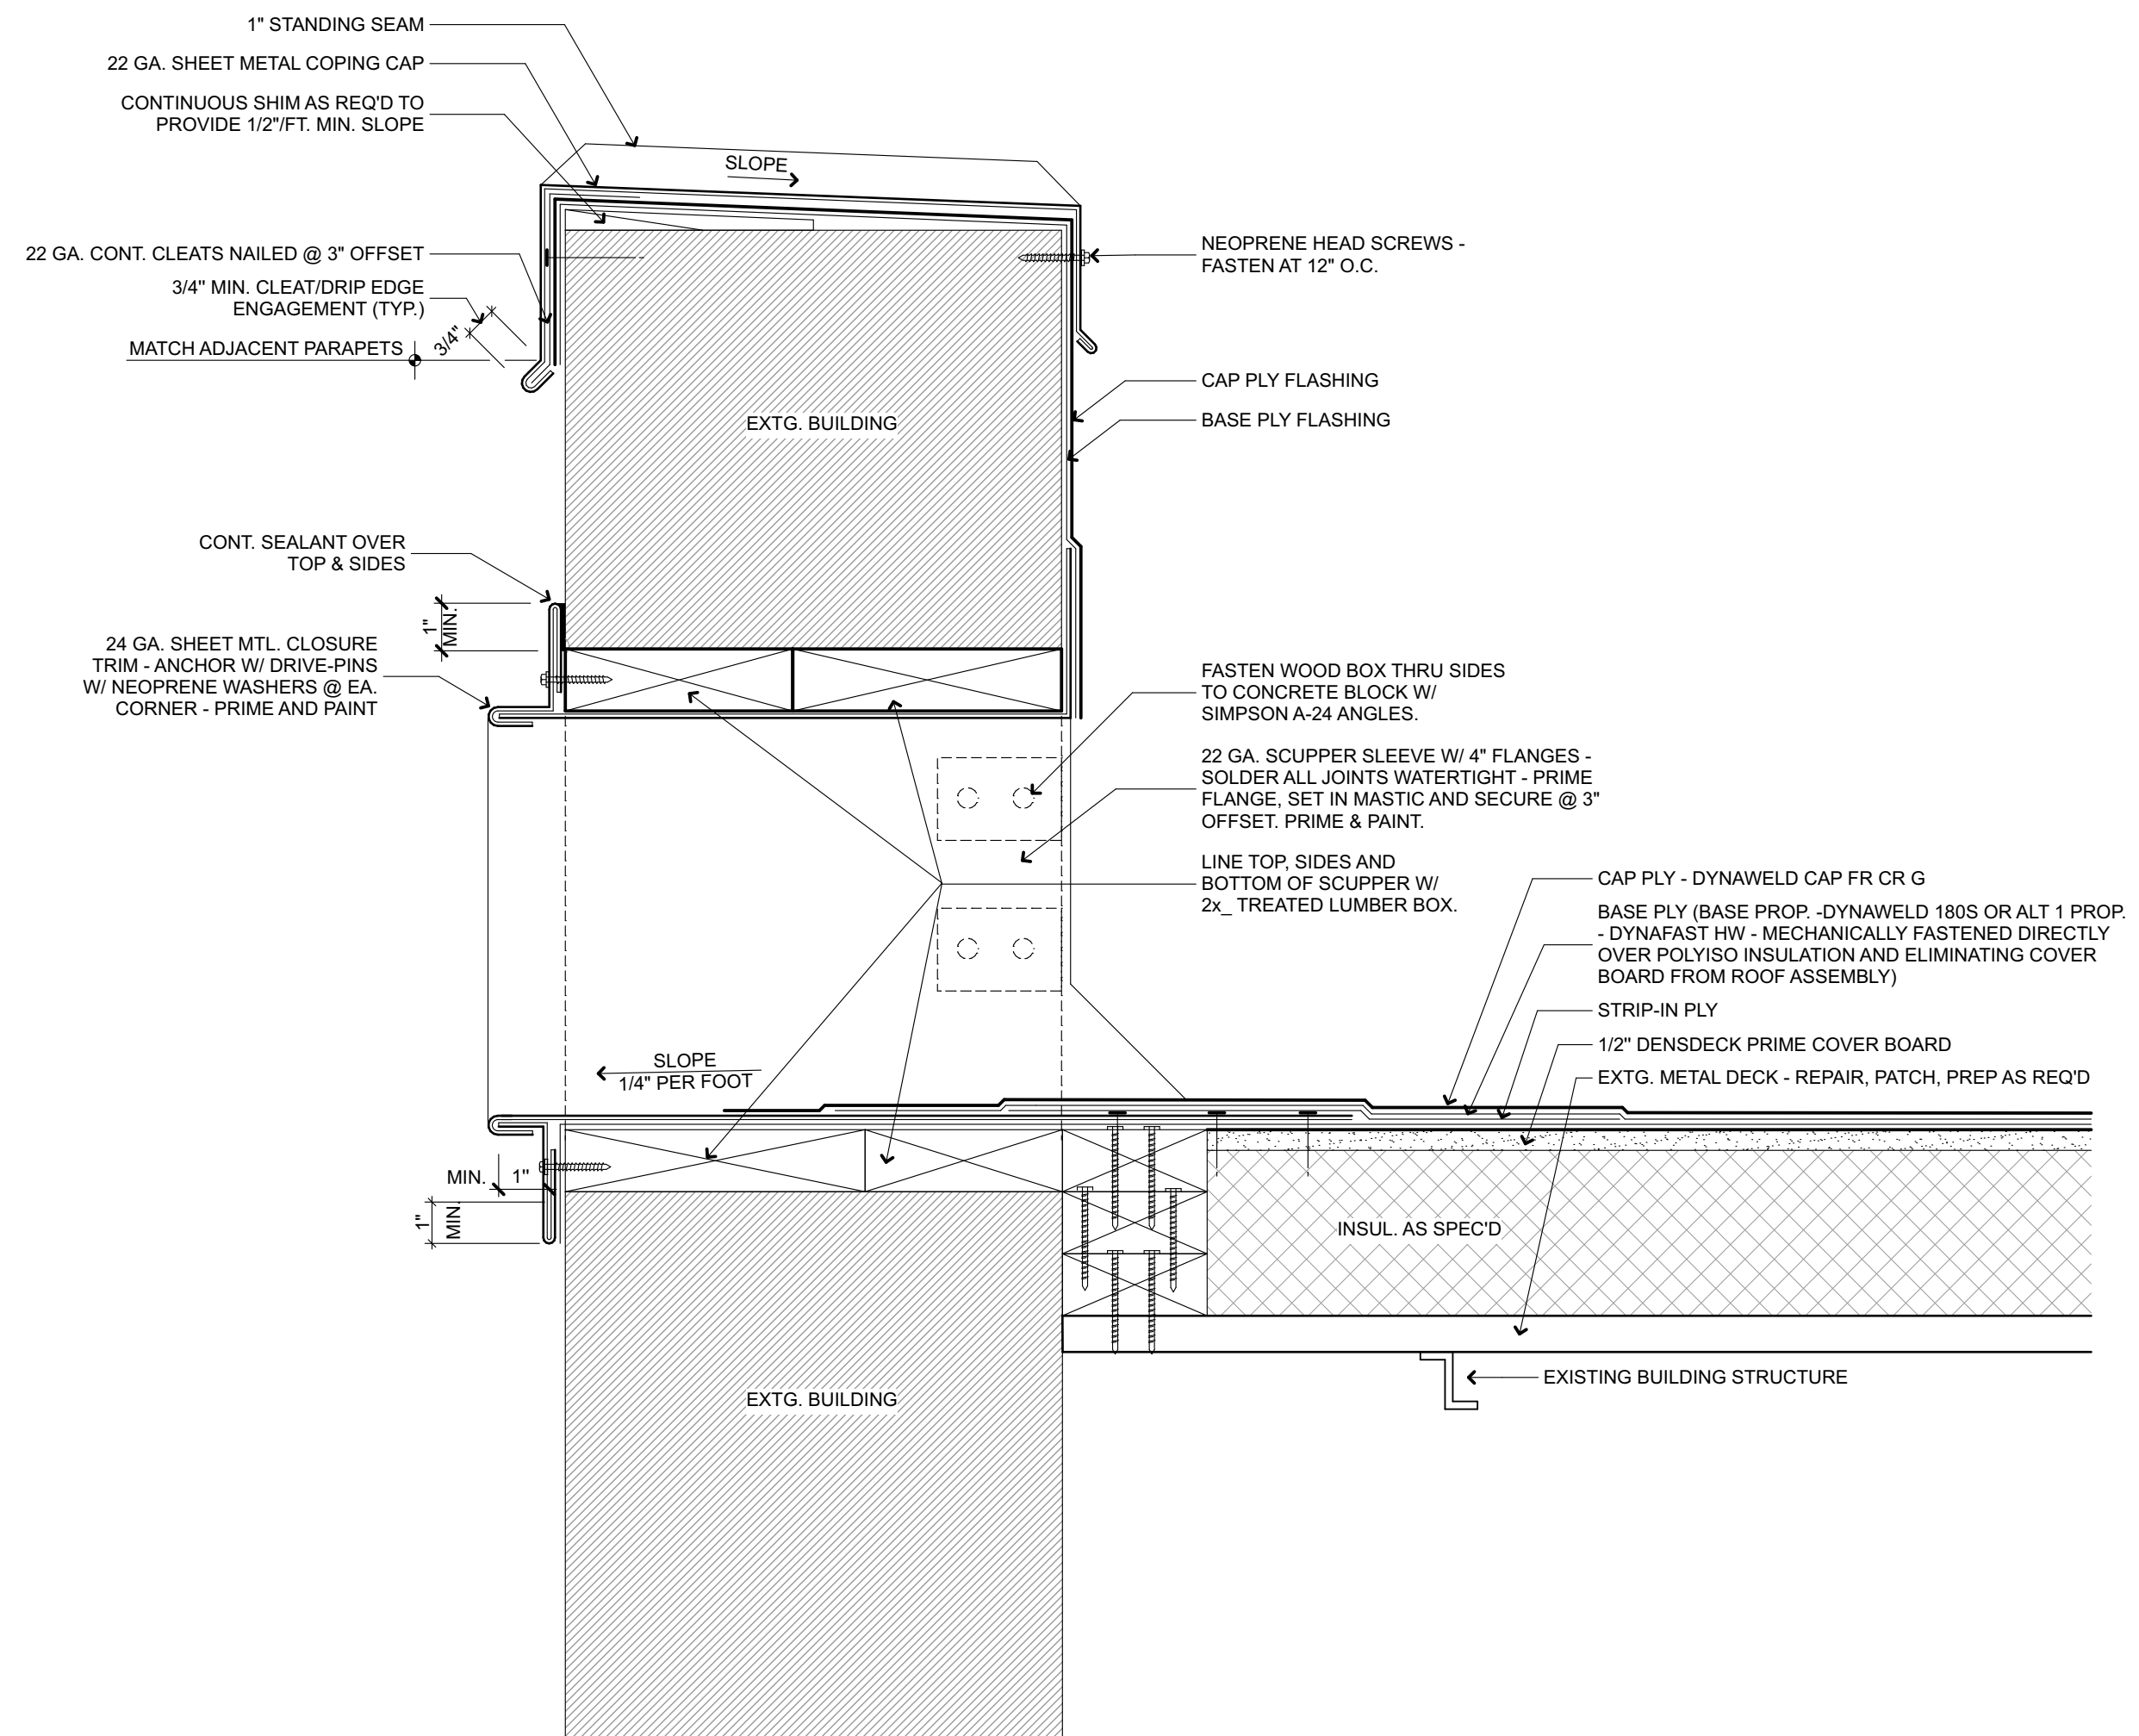 1" STANDING SEAM
22 GA. SHEET METAL COPING CAP
CONTINUOUS SHIM AS REQ'D TO
PROVIDE 1/2"/FT. MIN. SLOPE
SLOPE
22 GA. CONT. CLEATS NAILED @ 3" OFFSET
3/4" MIN. CLEAT/DRIP EDGE
ENGAGEMENT (TYP.)
3/4"
MATCH ADJACENT PARAPETS
NEOPRENE HEAD SCREWS -
FASTEN AT 12" O.C.
CAP PLY FLASHING
BASE PLY FLASHING
EXTG. BUILDING
CONT. SEALANT OVER
TOP & SIDES
1"
MIN.
24 GA. SHEET MTL. CLOSURE
TRIM - ANCHOR W/ DRIVE-PINS
W/ NEOPRENE WASHERS @ EA.
CORNER - PRIME AND PAINT
FASTEN WOOD BOX THRU SIDES
TO CONCRETE BLOCK W/
SIMPSON A-24 ANGLES.
22 GA. SCUPPER SLEEVE W/ 4" FLANGES -
SOLDER ALL JOINTS WATERTIGHT - PRIME
FLANGE, SET IN MASTIC AND SECURE @ 3"
OFFSET. PRIME & PAINT.
LINE TOP, SIDES AND
BOTTOM OF SCUPPER W/
2x_ TREATED LUMBER BOX.
CAP PLY - DYNAWELD CAP FR CR G
BASE PLY (BASE PROP. -DYNAWELD 180S OR ALT 1 PROP.
- DYNAFAST HW - MECHANICALLY FASTENED DIRECTLY
OVER POLYISO INSULATION AND ELIMINATING COVER
BOARD FROM ROOF ASSEMBLY)
STRIP-IN PLY
1/2" DENSDECK PRIME COVER BOARD
EXTG. METAL DECK - REPAIR, PATCH, PREP AS REQ'D
SLOPE
1/4" PER FOOT
MIN. 1"
1"
MIN.
INSUL. AS SPEC'D
EXISTING BUILDING STRUCTURE
EXTG. BUILDING